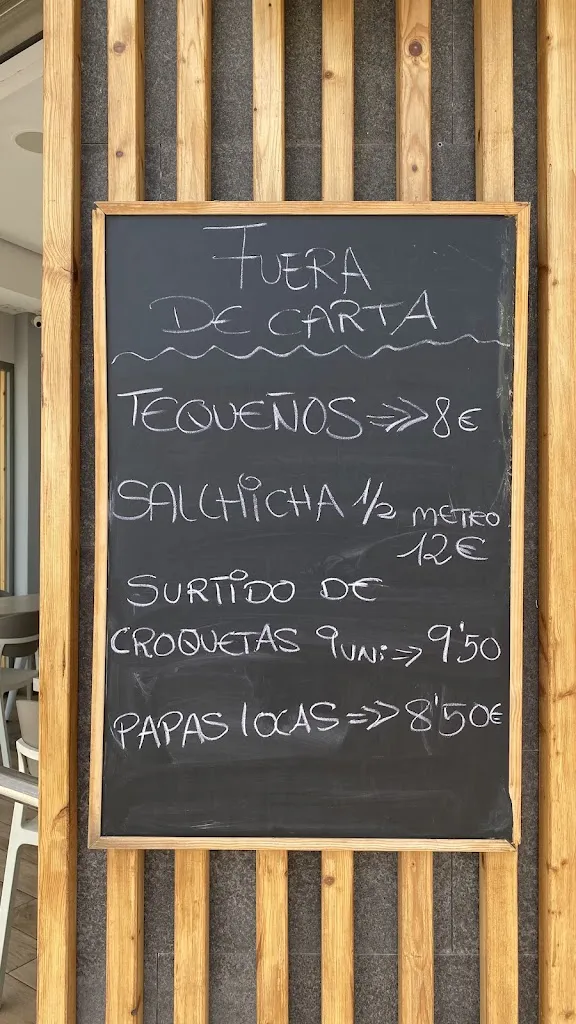 FUERA
DE CARTA
TEQUEÑOS => 8€
SALCHICHA 1/2 METRO
12€
SURTIDO DE
CROQUETAS 9UNi => 9'50
PAPAS lOCAS => 8'50€